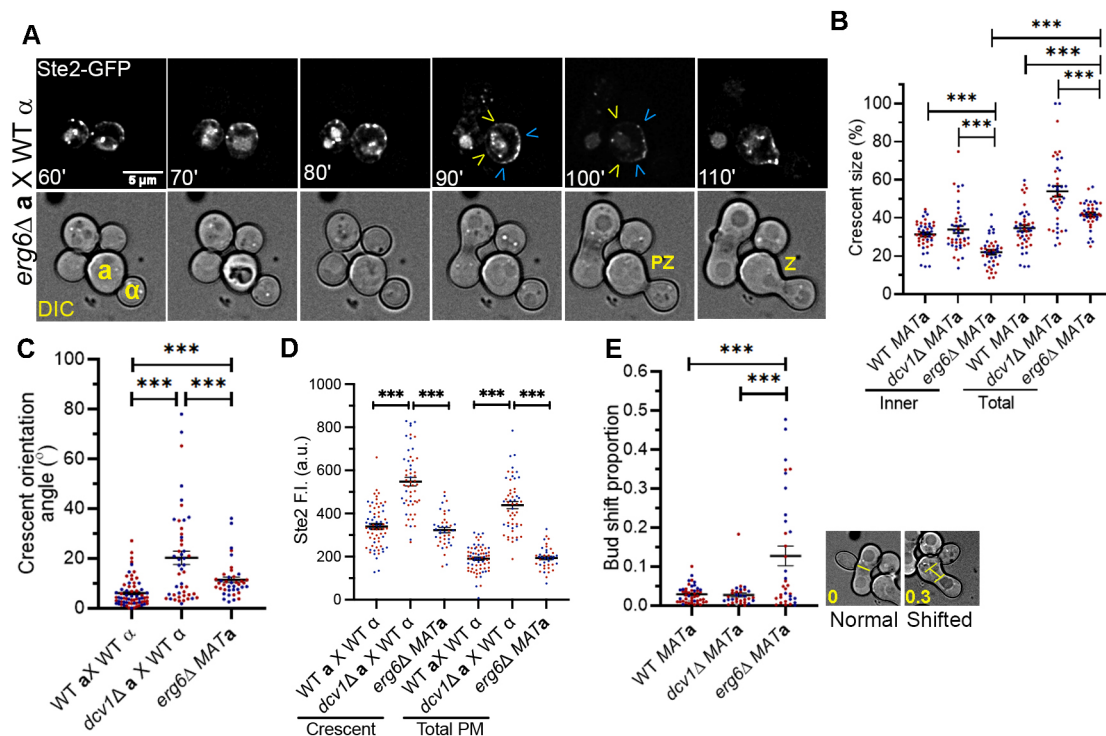 A
erg6Δ a X WT α
Ste2-GFP
60'
5 µm
70'
80'
90'
100'
110'
DIC
a
α
PZ
Z
B
Crescent size (%)
100
80
60
40
20
0
***
***
***
***
***
WT MATa
dcv1Δ MATa
erg6Δ MATa
WT MATa
dcv1Δ MATa
erg6Δ MATa
Inner
Total
C
Crescent orientation
angle (°)
100
80
60
40
20
0
***
***
***
WT aX WT α
dcv1Δ a X WT α
erg6Δ MATa
D
Ste2 F.I. (a.u.)
1000
800
600
400
200
0
***
***
***
***
WT a X WT α
dcv1Δ a X WT α
erg6Δ MATa
WT a X WT α
dcv1Δ a X WT α
erg6Δ MATa
Crescent
Total PM
E
Bud shift proportion
0.6
0.5
0.4
0.3
0.2
0.1
0.0
***
***
WT MATa
dcv1Δ MATa
erg6Δ MATa
0
0.3
Normal
Shifted